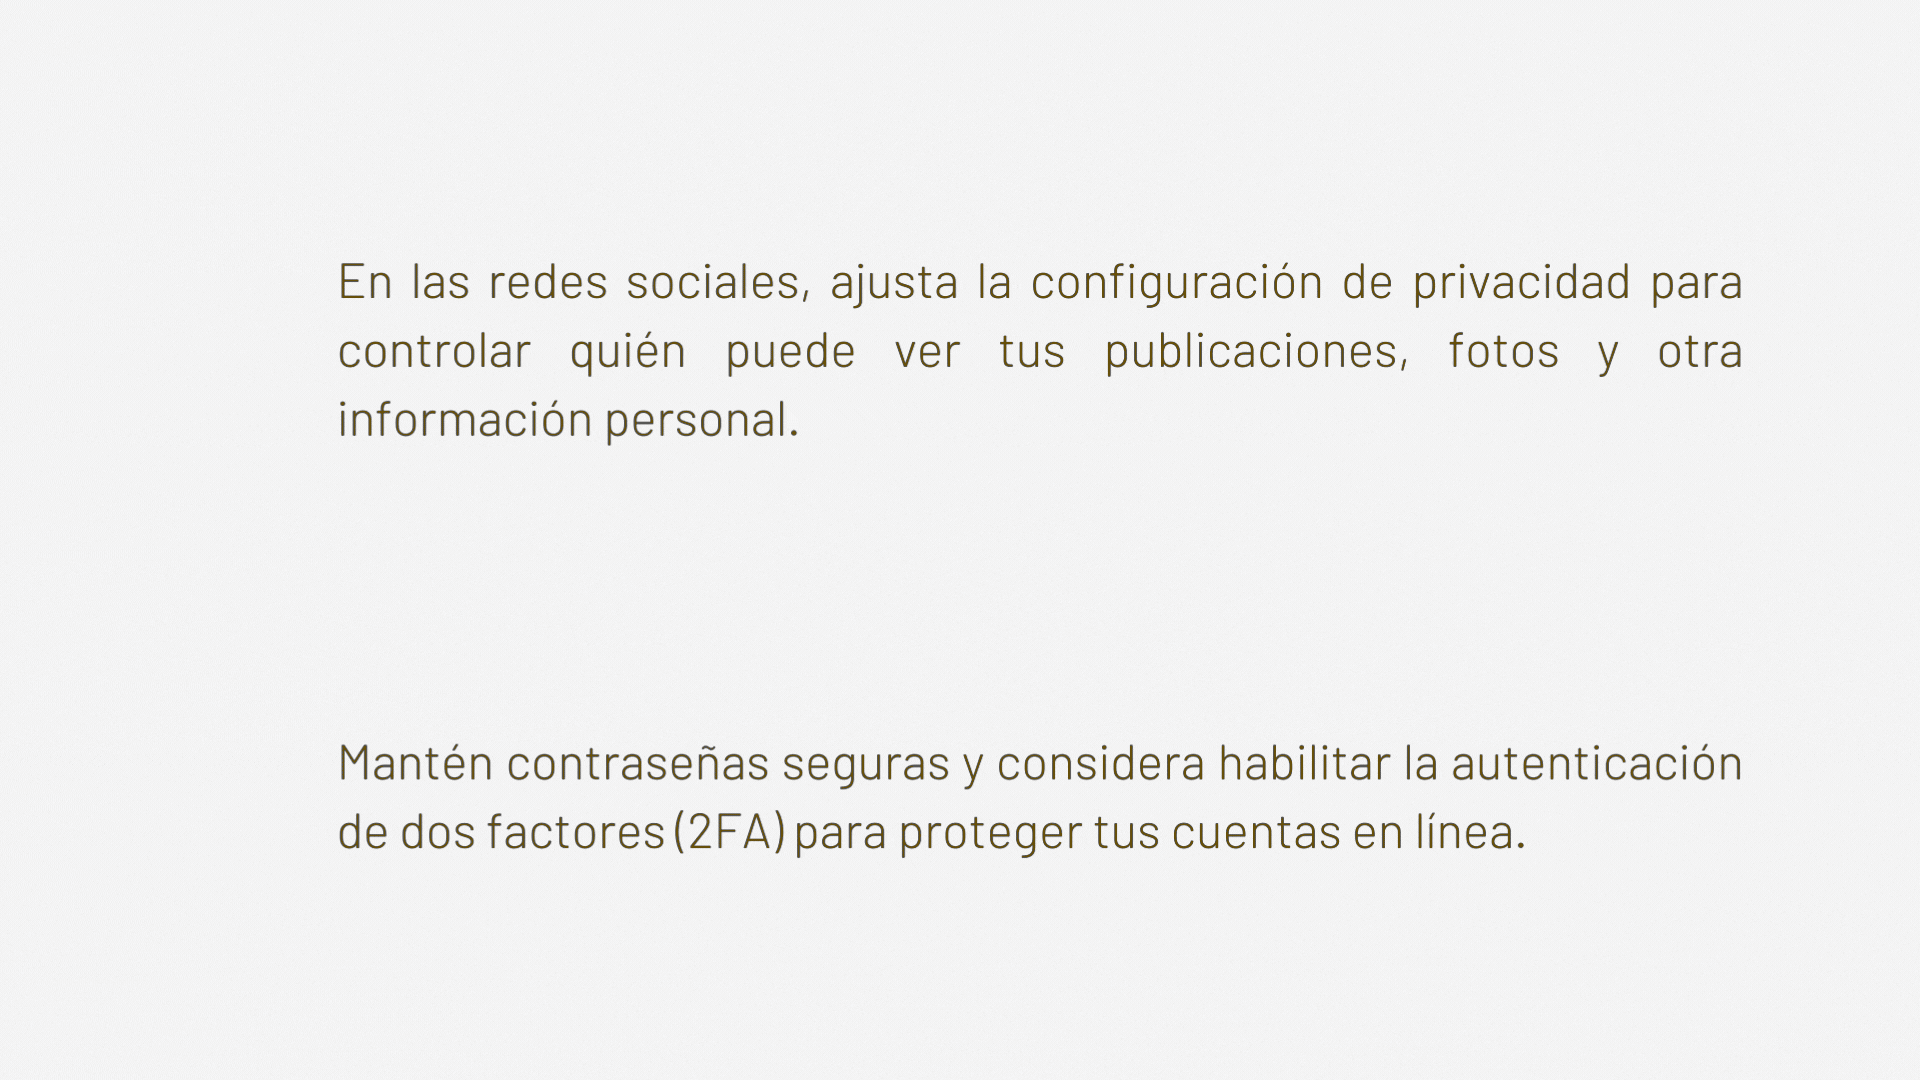 En las redes sociales, ajusta la configuración de privacidad para
controlar quién puede ver tus publicaciones, fotos y otra
información personal.
Mantén contraseñas seguras y considera habilitar la autenticación
de dos factores (2FA) para proteger tus cuentas en línea.